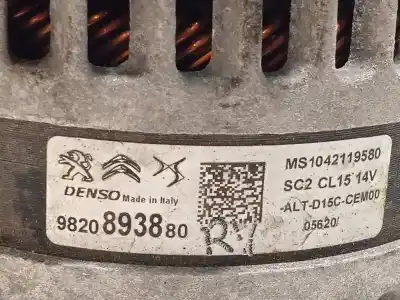 DENSO Made in Italy
9820893880
MS1042119580
SC2 CL15 14V
-ALT-D15C-CEM00
05620/